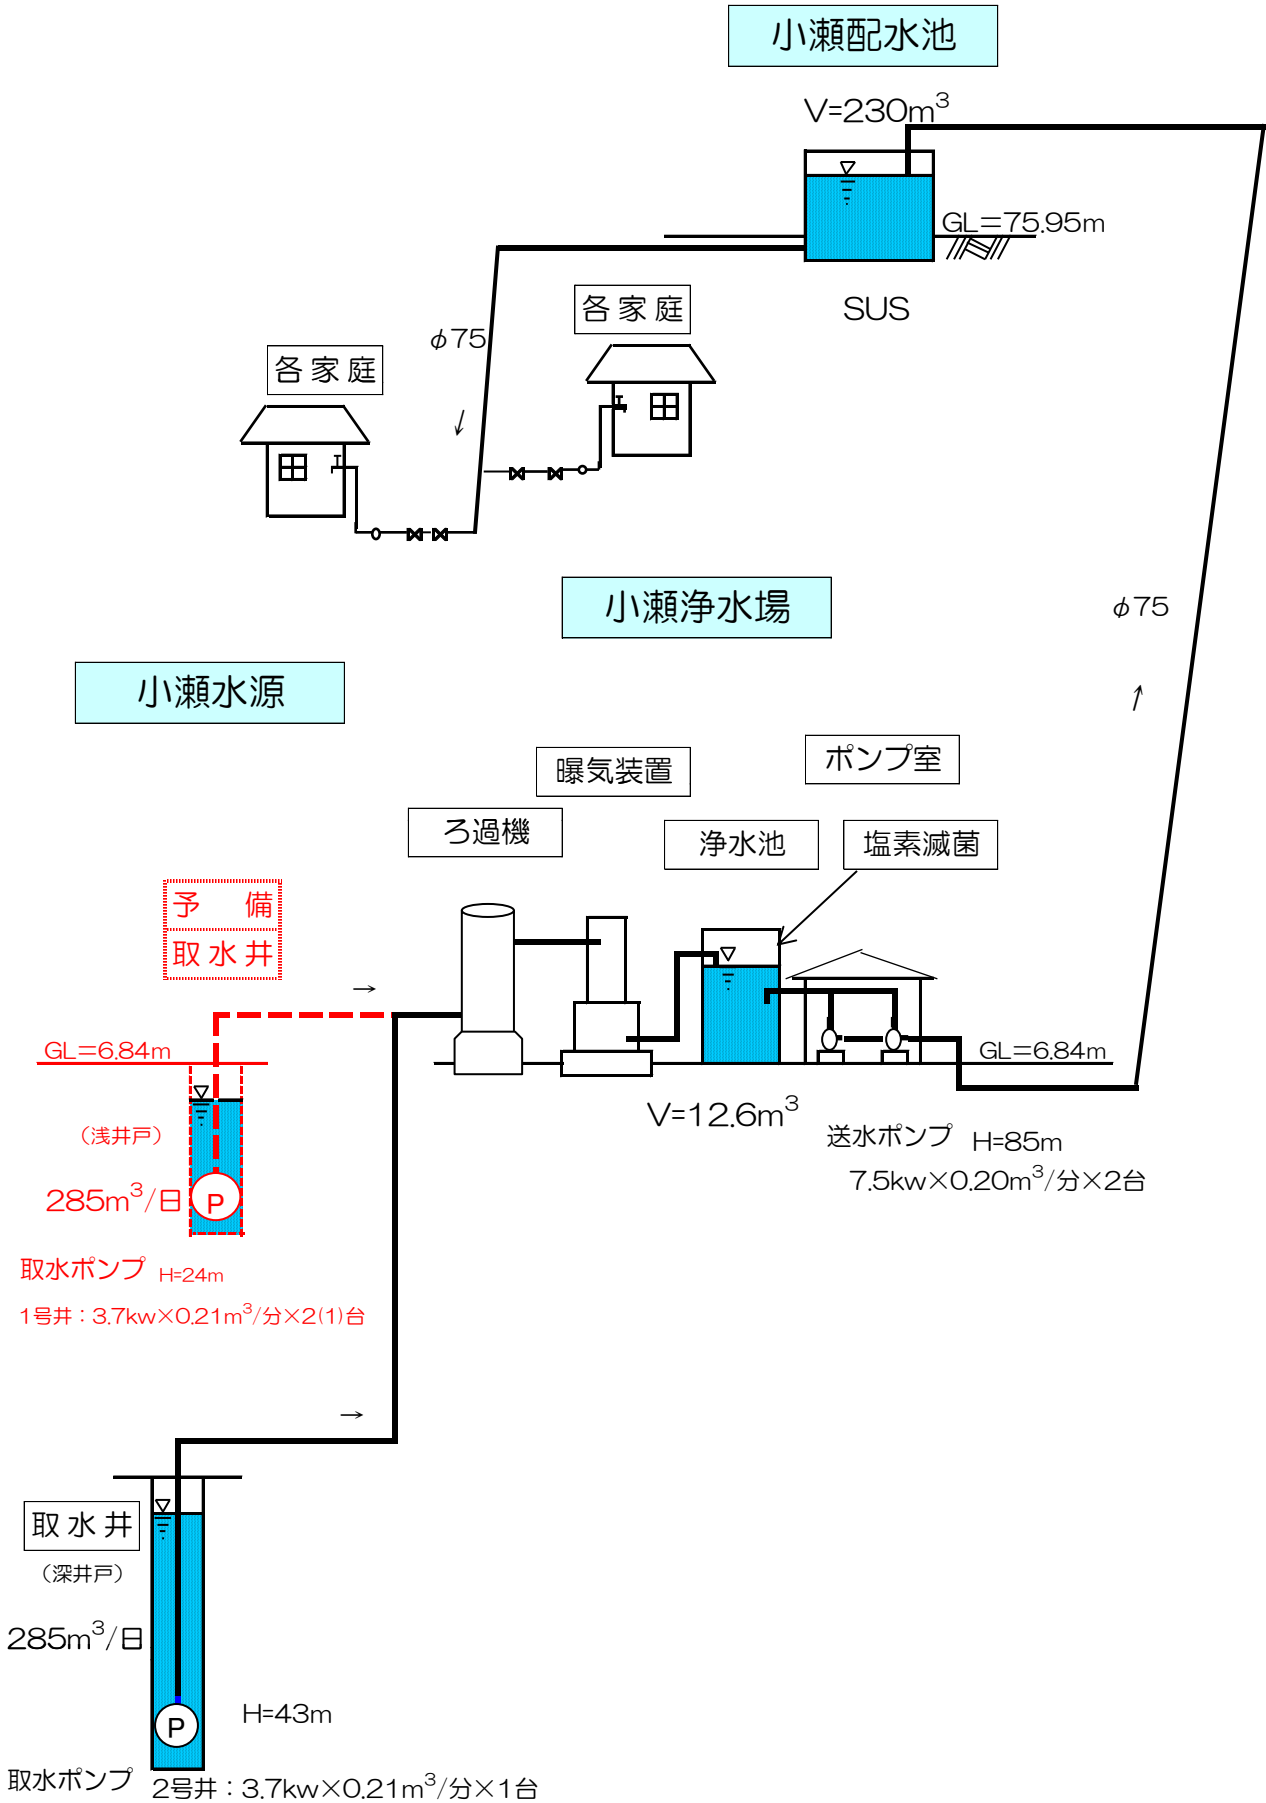 小瀬配水池
V=230m³
GL=75.95m
SUS
各家庭
φ75
各家庭
小瀬浄水場
φ75
小瀬水源
ポンプ室
曝気装置
ろ過機
浄水池
塩素滅菌
予 備
取水井
GL=6.84m
GL=6.84m
(浅井戸)
V=12.6m³
送水ポンプ H=85m
7.5kw×0.20m³/分×2台
285m³/日
P
取水ポンプ H=24m
1号井:3.7kw×0.21m³/分×2(1)台
取水井
(深井戸)
285m³/日
H=43m
P
取水ポンプ 2号井:3.7kw×0.21m³/分×1台